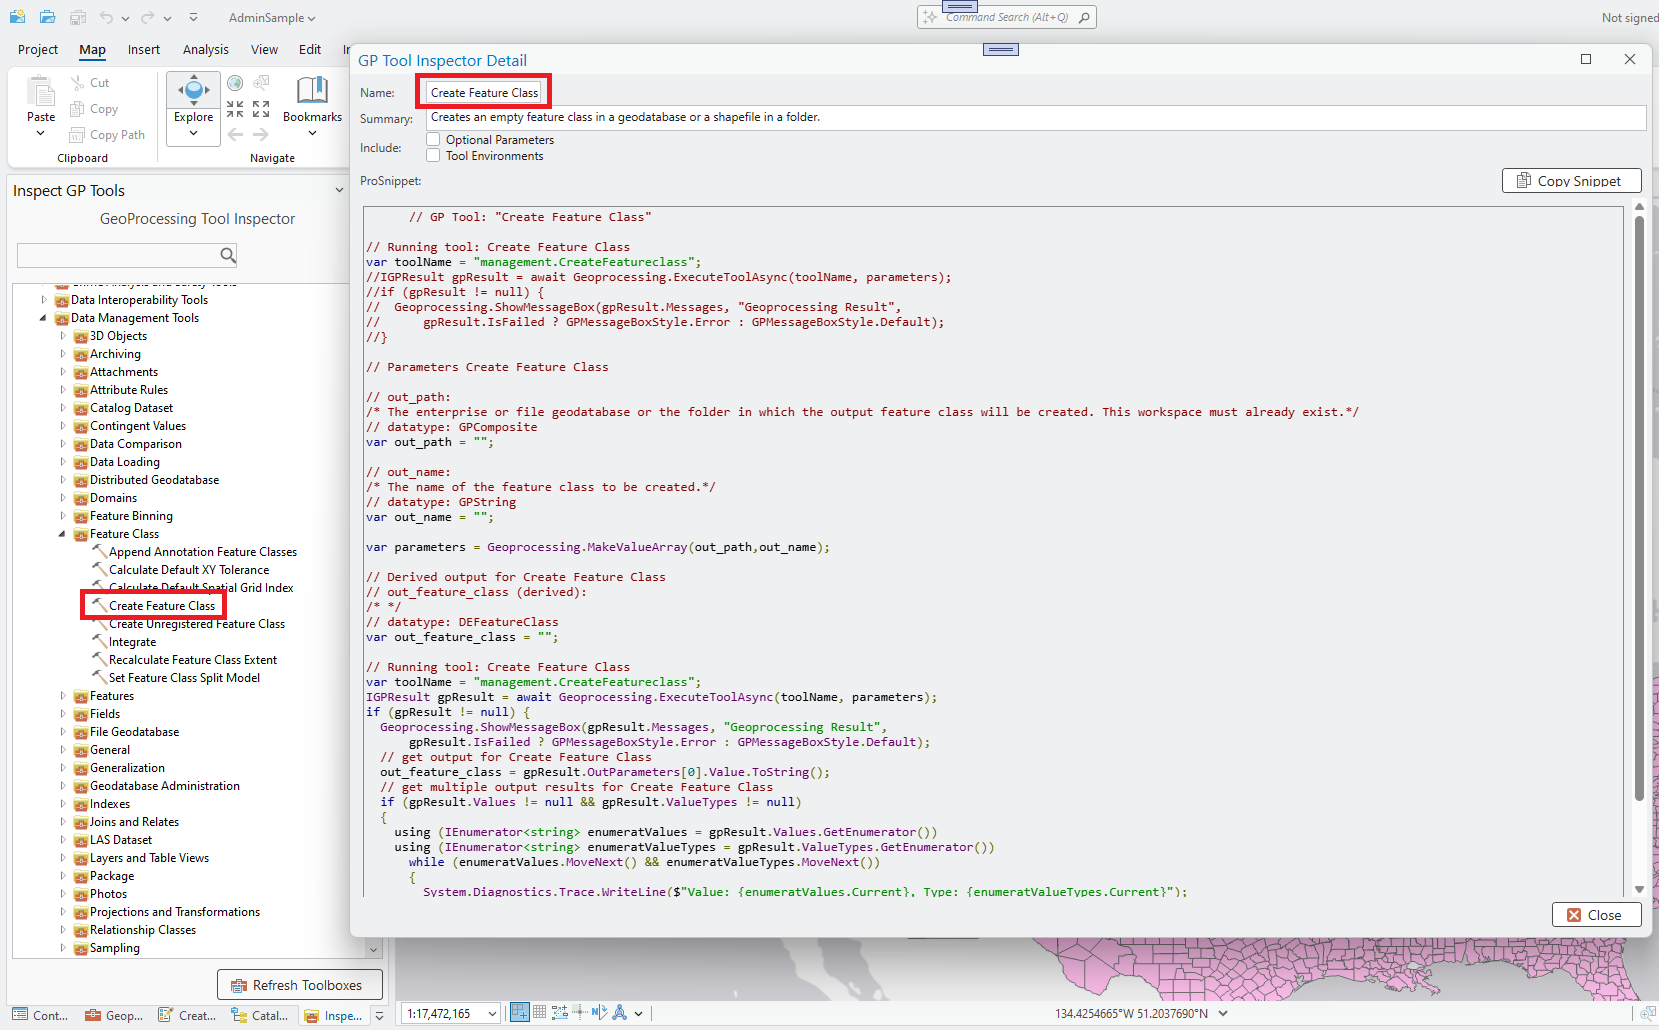 AdminSample
Command Search (Alt+Q)
Not signed
Project
Map
Insert
Analysis
View
Edit
Paste
Cut
Copy
Copy Path
Clipboard
Explore
Bookmarks
Navigate
Inspect GP Tools
GeoProcessing Tool Inspector
Data Interoperability Tools
Data Management Tools
3D Objects
Archiving
Attachments
Attribute Rules
Catalog Dataset
Contingent Values
Data Comparison
Data Loading
Distributed Geodatabase
Domains
Feature Binning
Feature Class
Append Annotation Feature Classes
Calculate Default XY Tolerance
Calculate Default Spatial Grid Index
Create Feature Class
Create Unregistered Feature Class
Integrate
Recalculate Feature Class Extent
Set Feature Class Split Model
Features
Fields
File Geodatabase
General
Generalization
Geodatabase Administration
Indexes
Joins and Relates
LAS Dataset
Layers and Table Views
Package
Photos
Projections and Transformations
Relationship Classes
Sampling
Refresh Toolboxes
Cont...
Geop...
Creat...
Catal...
Inspe...
GP Tool Inspector Detail
Name: Create Feature Class
Summary: Creates an empty feature class in a geodatabase or a shapefile in a folder.
Include: Optional Parameters
Tool Environments
ProSnippet:
Copy Snippet
// GP Tool: "Create Feature Class"
// Running tool: Create Feature Class
var toolName = "management.CreateFeatureclass";
//IGPResult gpResult = await Geoprocessing.ExecuteToolAsync(toolName, parameters);
//if (gpResult != null) {
//  Geoprocessing.ShowMessageBox(gpResult.Messages, "Geoprocessing Result",
//      gpResult.IsFailed ? GPMessageBoxStyle.Error : GPMessageBoxStyle.Default);
//}
// Parameters Create Feature Class
// out_path:
/* The enterprise or file geodatabase or the folder in which the output feature class will be created. This workspace must already exist.*/
// datatype: GPComposite
var out_path = "";
// out_name:
/* The name of the feature class to be created.*/
// datatype: GPString
var out_name = "";
var parameters = Geoprocessing.MakeValueArray(out_path,out_name);
// Derived output for Create Feature Class
// out_feature_class (derived):
/* */
// datatype: DEFeatureClass
var out_feature_class = "";
// Running tool: Create Feature Class
var toolName = "management.CreateFeatureclass";
IGPResult gpResult = await Geoprocessing.ExecuteToolAsync(toolName, parameters);
if (gpResult != null) {
Geoprocessing.ShowMessageBox(gpResult.Messages, "Geoprocessing Result",
gpResult.IsFailed ? GPMessageBoxStyle.Error : GPMessageBoxStyle.Default);
// get output for Create Feature Class
out_feature_class = gpResult.OutParameters[0].Value.ToString();
// get multiple output results for Create Feature Class
if (gpResult.Values != null && gpResult.ValueTypes != null)
{
using (IEnumerator<string> enumeratValues = gpResult.Values.GetEnumerator())
using (IEnumerator<string> enumeratValueTypes = gpResult.ValueTypes.GetEnumerator())
while (enumeratValues.MoveNext() && enumeratValueTypes.MoveNext())
{
System.Diagnostics.Trace.WriteLine($"Value: {enumeratValues.Current}, Type: {enumeratValueTypes.Current}");
Close
1:17,472,165
134.4254665°W 51.2037690°N